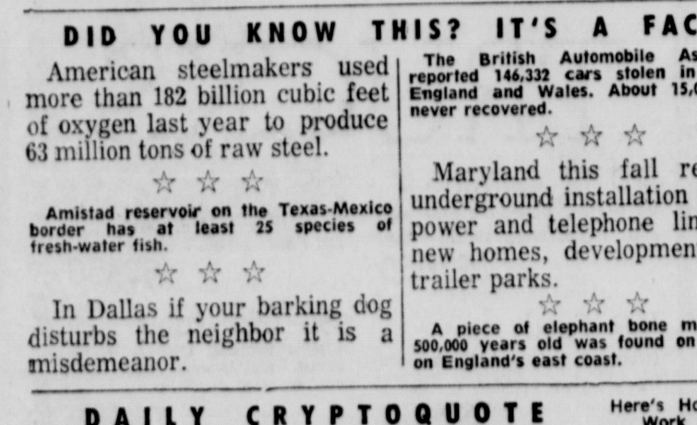 DID YOU KNOW THIS? IT'S A FAC
American steelmakers used
more than 182 billion cubic feet
of oxygen last year to produce
63 million tons of raw steel.
☆ ☆ ☆
Amistad reservoir on the Texas-Mexico
border has at least 25 species of
fresh-water fish.
☆ ☆ ☆
In Dallas if your barking dog
disturbs the neighbor it is a
misdemeanor.
The British Automobile As
reported 146,332 cars stolen in
England and Wales. About 15,
never recovered.
☆ ☆ ☆
Maryland this fall re
underground installation
power and telephone lin
new homes, developmen
trailer parks.
☆ ☆ ☆
A piece of elephant bone m
500,000 years old was found on
on England's east coast.
DAILY CRYPTOQUOTE
Here's Ho
Work